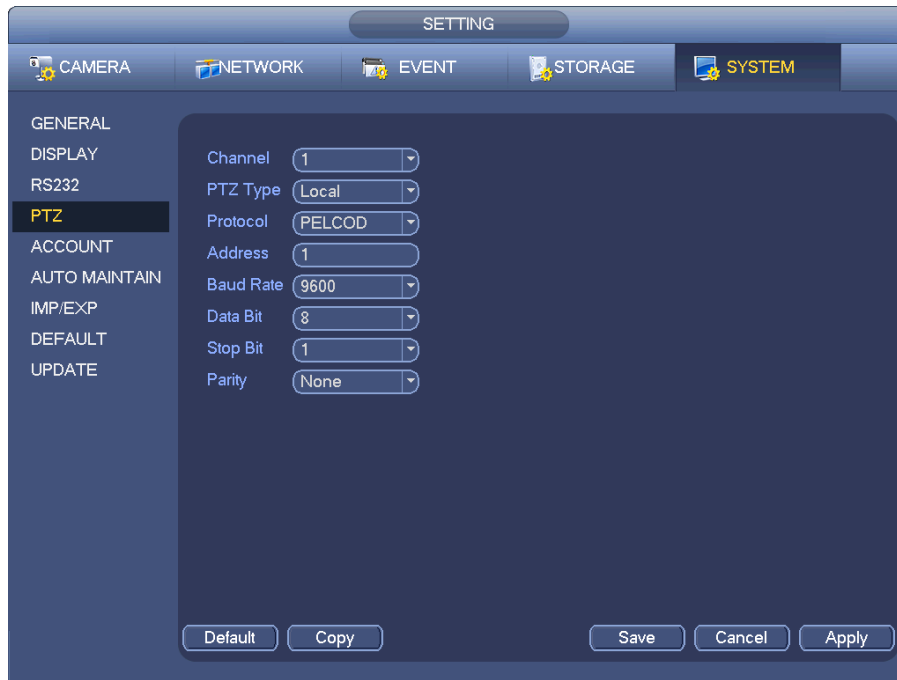 SETTING
CAMERA NETWORK EVENT STORAGE SYSTEM
GENERAL
DISPLAY
RS232
PTZ
ACCOUNT
AUTO MAINTAIN
IMP/EXP
DEFAULT
UPDATE
Channel 1
PTZ Type Local
Protocol PELCOD
Address 1
Baud Rate 9600
Data Bit 8
Stop Bit 1
Parity None
Default Copy Save Cancel Apply